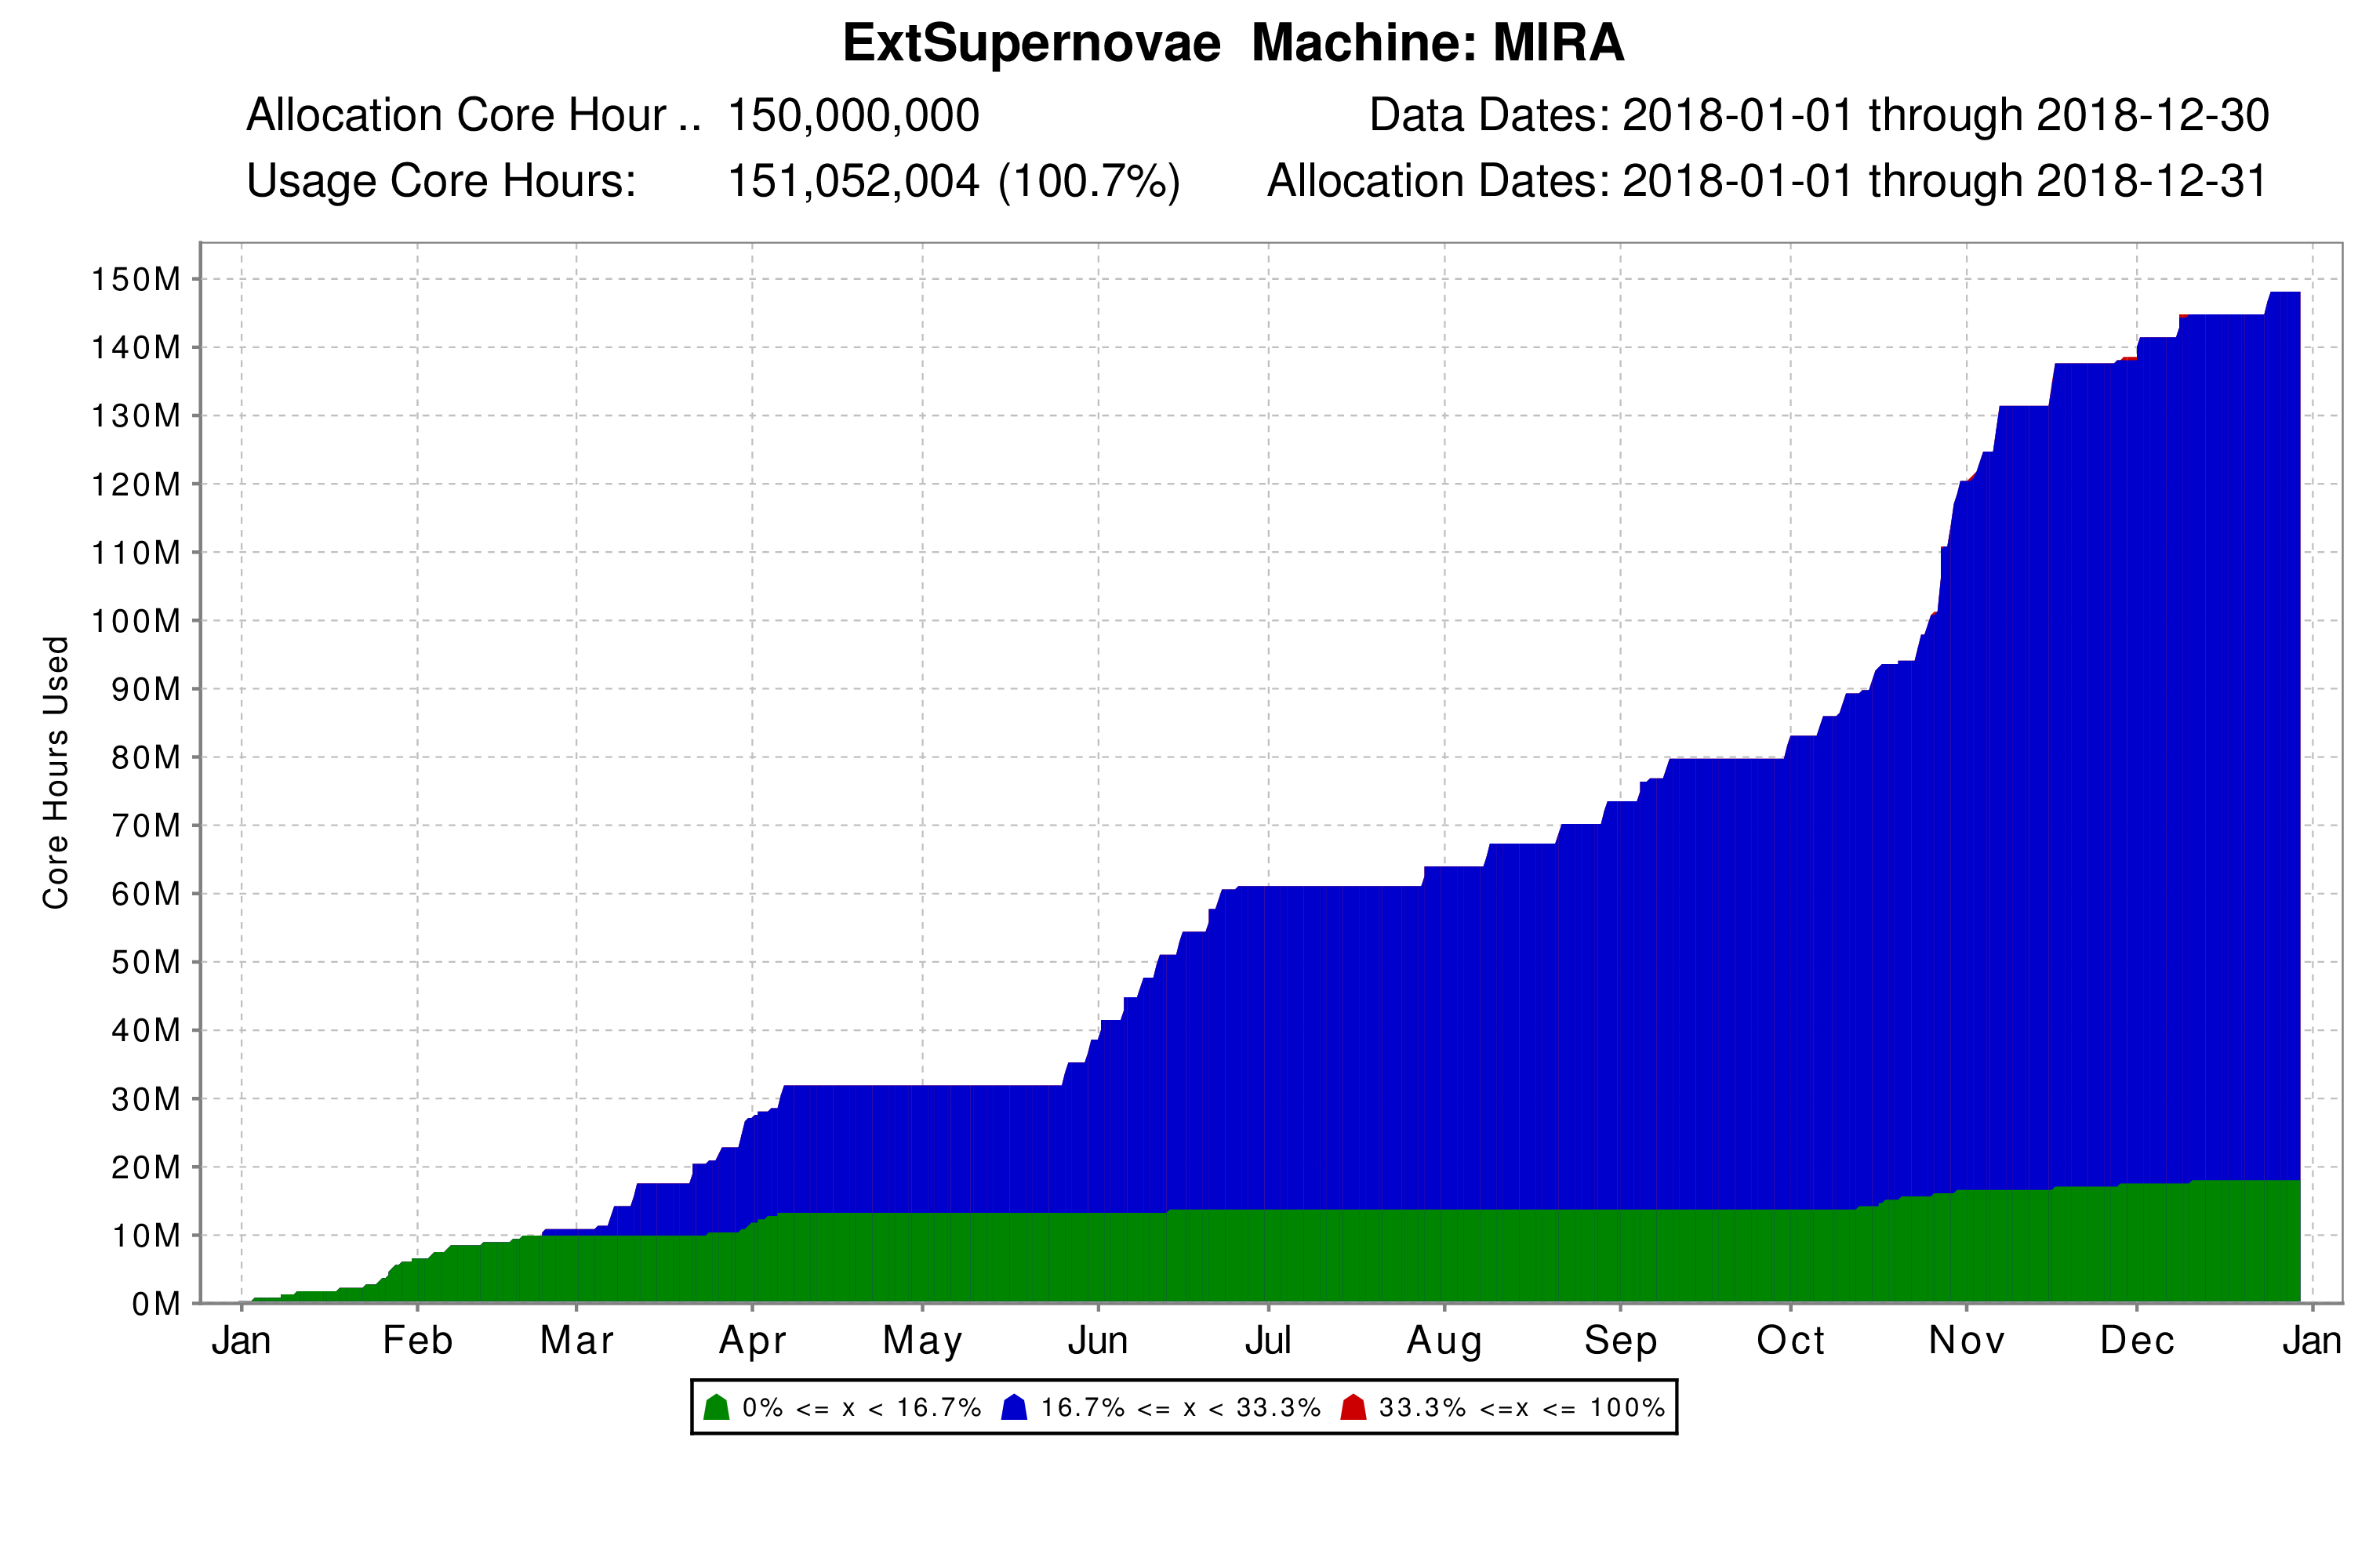 ExtSupernovae  Machine: MIRA
Allocation Core Hour .. 150,000,000 Data Dates: 2018-01-01 through 2018-12-30
Usage Core Hours: 151,052,004 (100.7%) Allocation Dates: 2018-01-01 through 2018-12-31
Core Hours Used
150M
140M
130M
120M
110M
100M
90M
80M
70M
60M
50M
40M
30M
20M
10M
0M
Jan Feb Mar Apr May Jun Jul Aug Sep Oct Nov Dec Jan
0% <= x < 16.7% 16.7% <= x < 33.3% 33.3% <=x <= 100%